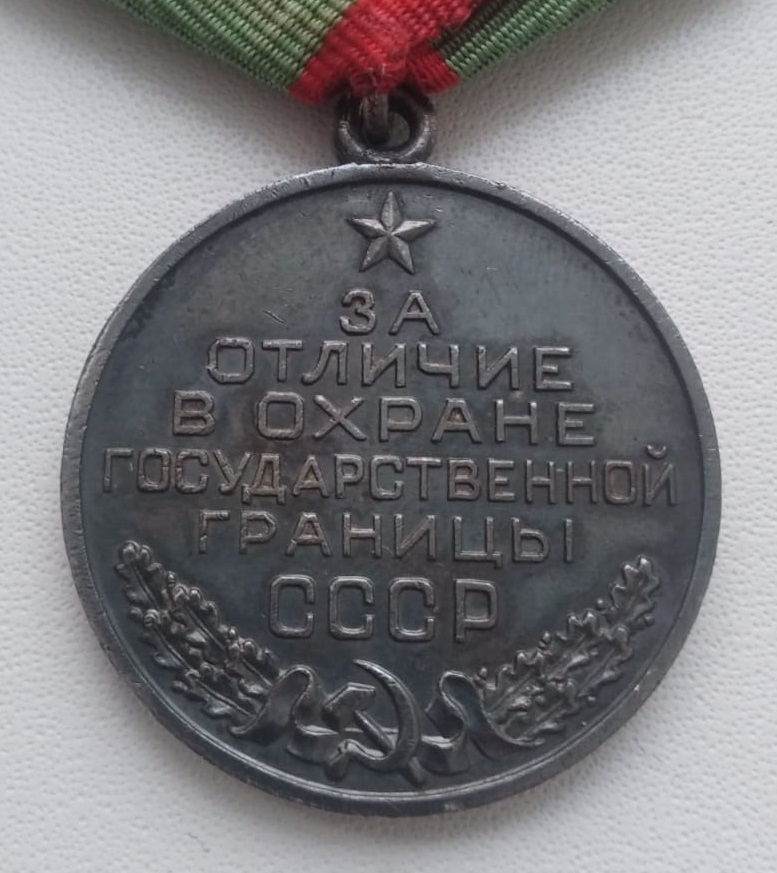 ЗА
ОТЛИЧИЕ
В ОХРАНЕ
ГОСУДАРСТВЕННОЙ
ГРАНИЦЫ
СССР